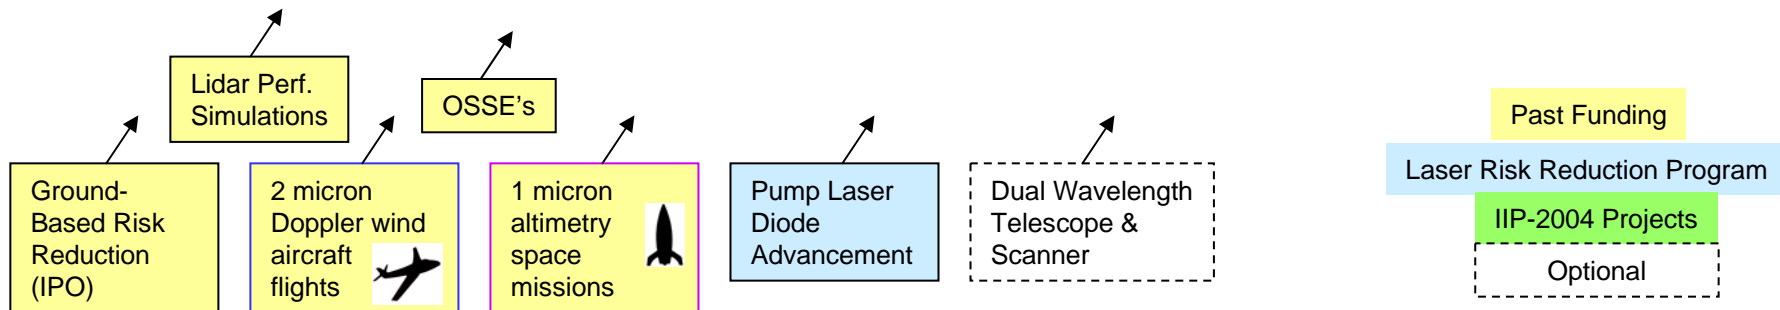 Lidar Perf.
Simulations
OSSE's
Ground-
Based Risk
Reduction
(IPO)
2 micron
Doppler wind
aircraft
flights
1 micron
altimetry
space
missions
Pump Laser
Diode
Advancement
Dual Wavelength
Telescope &
Scanner
Past Funding
Laser Risk Reduction Program
IIP-2004 Projects
Optional